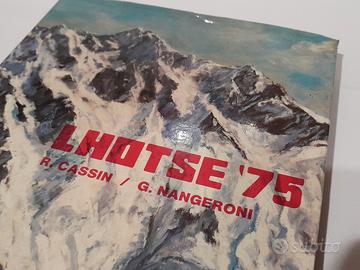 LHOTSE '75
R. CASSIN / G. NANGERONI
subito